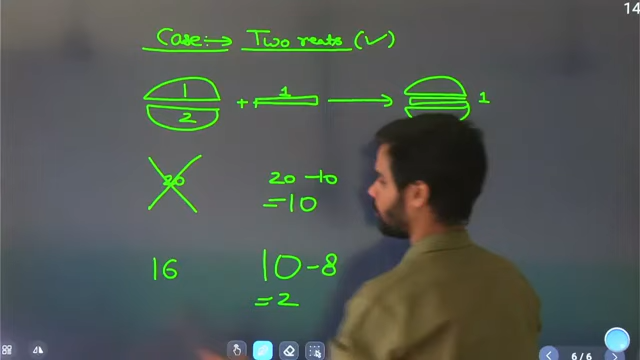 14
Case:→ Two reats (✓)
1 + 1 → 1
2
20 20 - 10
= 10
16 10 - 8
= 2
6/6